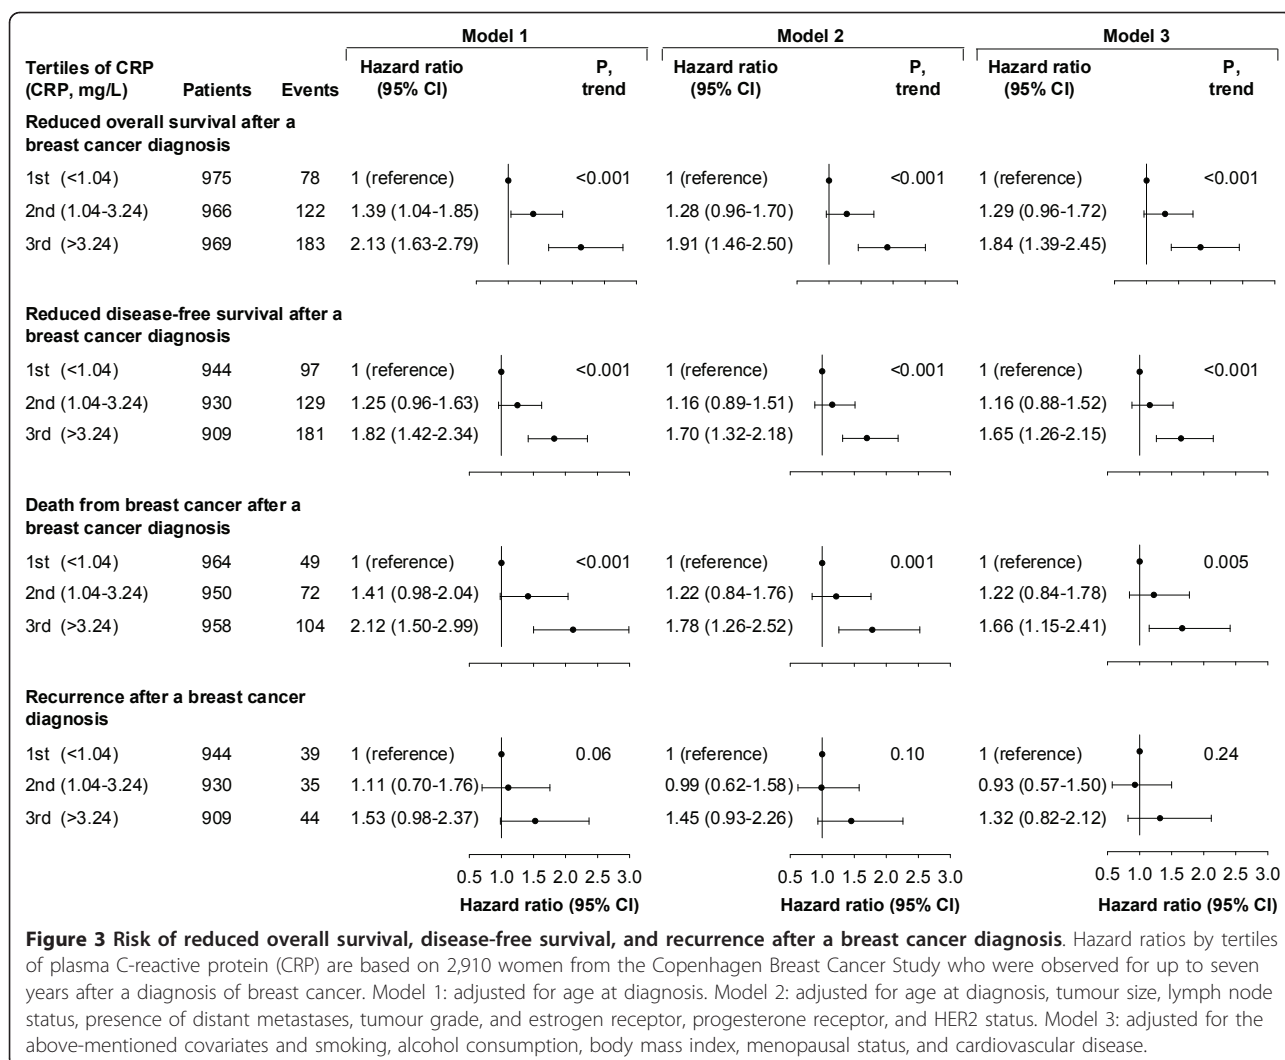 Model 1 Model 2 Model 3
Tertiles of CRP Hazard ratio P, Hazard ratio P, Hazard ratio P,
(CRP, mg/L) Patients Events (95% CI) trend (95% CI) trend (95% CI) trend
Reduced overall survival after a
breast cancer diagnosis
1st (<1.04) 975 78 1 (reference) <0.001 1 (reference) <0.001 1 (reference) <0.001
2nd (1.04-3.24) 966 122 1.39 (1.04-1.85) 1.28 (0.96-1.70) 1.29 (0.96-1.72)
3rd (>3.24) 969 183 2.13 (1.63-2.79) 1.91 (1.46-2.50) 1.84 (1.39-2.45)
Reduced disease-free survival after a
breast cancer diagnosis
1st (<1.04) 944 97 1 (reference) <0.001 1 (reference) <0.001 1 (reference) <0.001
2nd (1.04-3.24) 930 129 1.25 (0.96-1.63) 1.16 (0.89-1.51) 1.16 (0.88-1.52)
3rd (>3.24) 909 181 1.82 (1.42-2.34) 1.70 (1.32-2.18) 1.65 (1.26-2.15)
Death from breast cancer after a
breast cancer diagnosis
1st (<1.04) 964 49 1 (reference) <0.001 1 (reference) 0.001 1 (reference) 0.005
2nd (1.04-3.24) 950 72 1.41 (0.98-2.04) 1.22 (0.84-1.76) 1.22 (0.84-1.78)
3rd (>3.24) 958 104 2.12 (1.50-2.99) 1.78 (1.26-2.52) 1.66 (1.15-2.41)
Recurrence after a breast cancer
diagnosis
1st (<1.04) 944 39 1 (reference) 0.06 1 (reference) 0.10 1 (reference) 0.24
2nd (1.04-3.24) 930 35 1.11 (0.70-1.76) 0.99 (0.62-1.58) 0.93 (0.57-1.50)
3rd (>3.24) 909 44 1.53 (0.98-2.37) 1.45 (0.93-2.26) 1.32 (0.82-2.12)
0.5 1.0 1.5 2.0 2.5 3.0 0.5 1.0 1.5 2.0 2.5 3.0 0.5 1.0 1.5 2.0 2.5 3.0
Hazard ratio (95% CI) Hazard ratio (95% CI) Hazard ratio (95% CI)
Figure 3 Risk of reduced overall survival, disease-free survival, and recurrence after a breast cancer diagnosis. Hazard ratios by tertiles
of plasma C-reactive protein (CRP) are based on 2,910 women from the Copenhagen Breast Cancer Study who were observed for up to seven
years after a diagnosis of breast cancer. Model 1: adjusted for age at diagnosis. Model 2: adjusted for age at diagnosis, tumour size, lymph node
status, presence of distant metastases, tumour grade, and estrogen receptor, progesterone receptor, and HER2 status. Model 3: adjusted for the
above-mentioned covariates and smoking, alcohol consumption, body mass index, menopausal status, and cardiovascular disease.